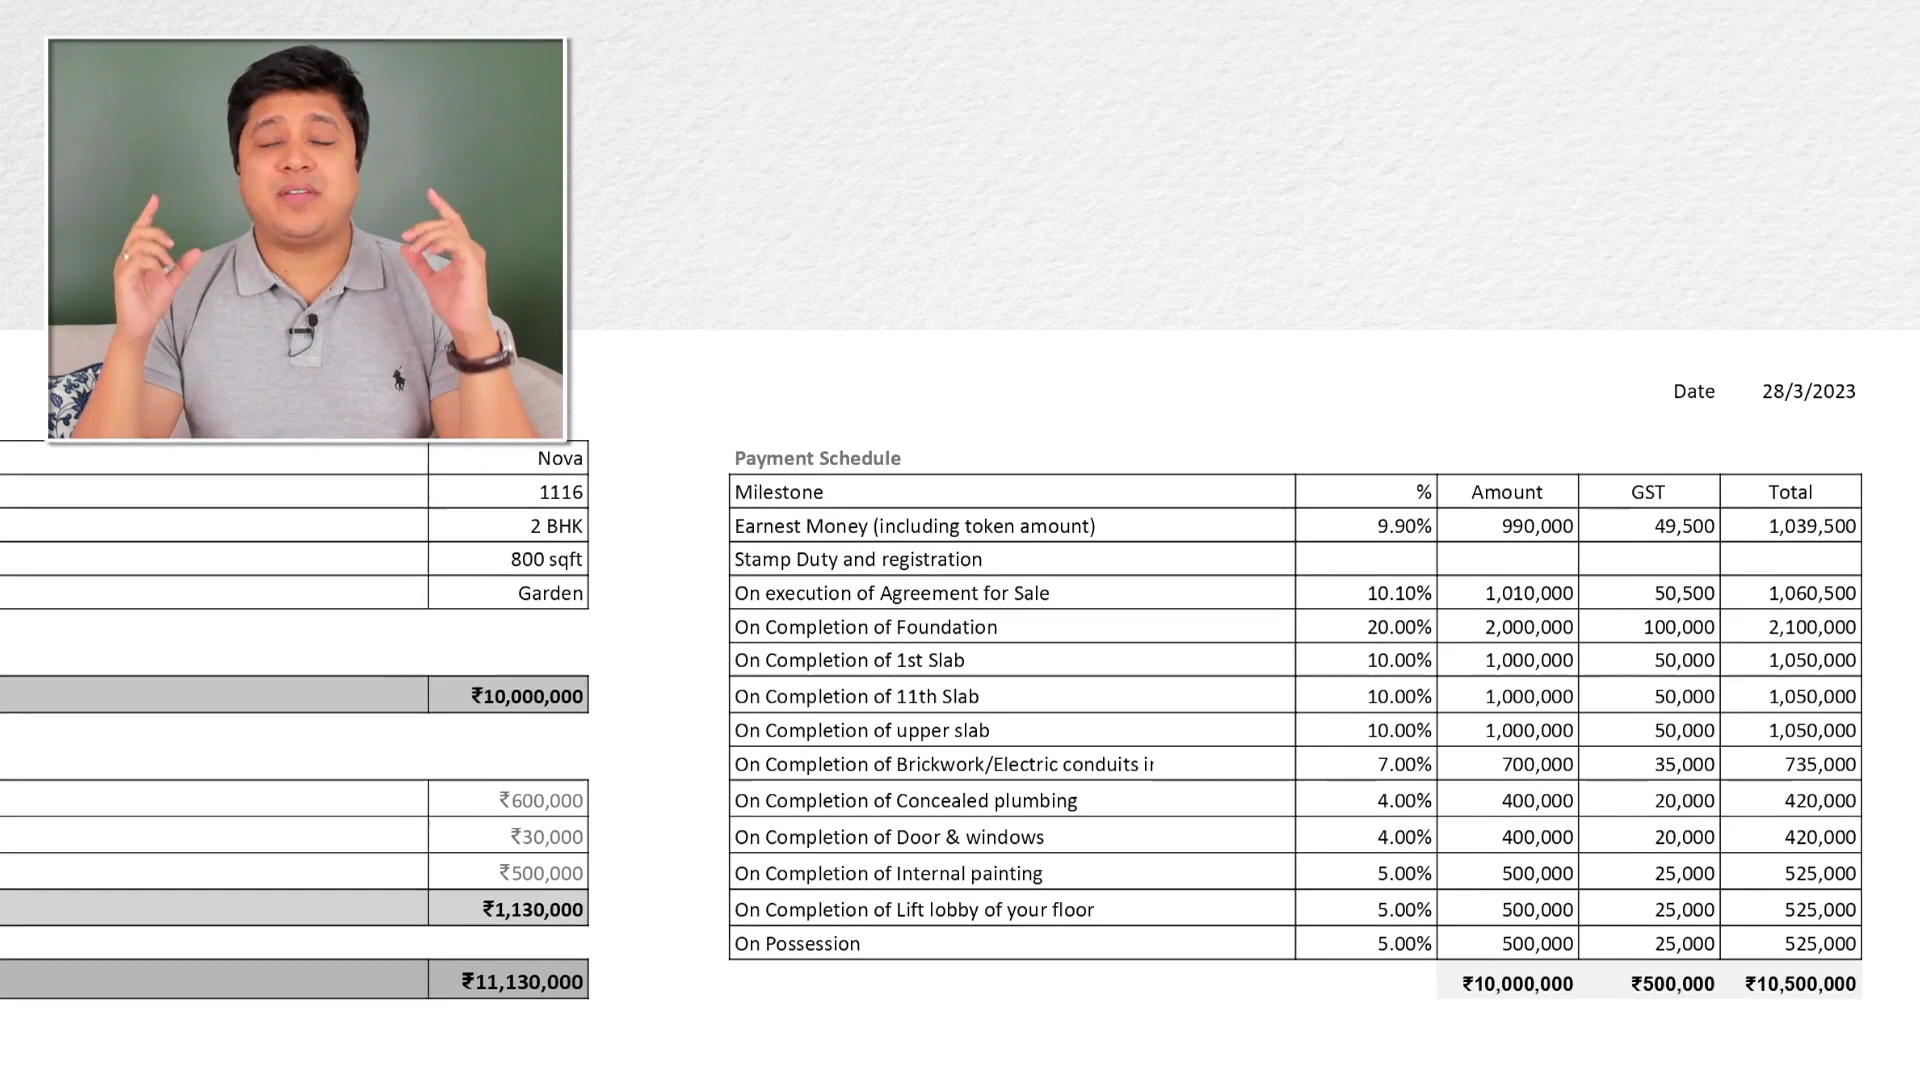 Date 28/3/2023
Nova
1116
2 BHK
800 sqft
Garden
₹10,000,000
₹600,000
₹30,000
₹500,000
₹1,130,000
₹11,130,000
Payment Schedule
Milestone % Amount GST Total
Earnest Money (including token amount) 9.90% 990,000 49,500 1,039,500
Stamp Duty and registration
On execution of Agreement for Sale 10.10% 1,010,000 50,500 1,060,500
On Completion of Foundation 20.00% 2,000,000 100,000 2,100,000
On Completion of 1st Slab 10.00% 1,000,000 50,000 1,050,000
On Completion of 11th Slab 10.00% 1,000,000 50,000 1,050,000
On Completion of upper slab 10.00% 1,000,000 50,000 1,050,000
On Completion of Brickwork/Electric conduits 7.00% 700,000 35,000 735,000
On Completion of Concealed plumbing 4.00% 400,000 20,000 420,000
On Completion of Door & windows 4.00% 400,000 20,000 420,000
On Completion of Internal painting 5.00% 500,000 25,000 525,000
On Completion of Lift lobby of your floor 5.00% 500,000 25,000 525,000
On Possession 5.00% 500,000 25,000 525,000
₹10,000,000 ₹500,000 ₹10,500,000